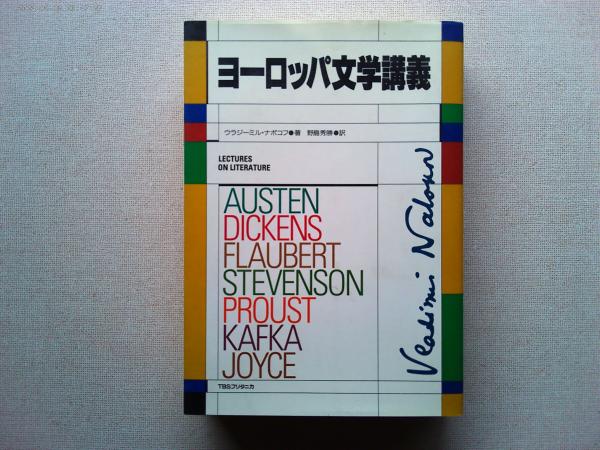 ヨーロッパ文学講義
ウラジーミル・ナボコフ●著 野島秀勝●訳
LECTURES
ON LITERATURE
AUSTEN
DICKENS
FLAUBERT
STEVENSON
PROUST
KAFKA
JOYCE
Vladimir Nabokov
TBSブリタニカ